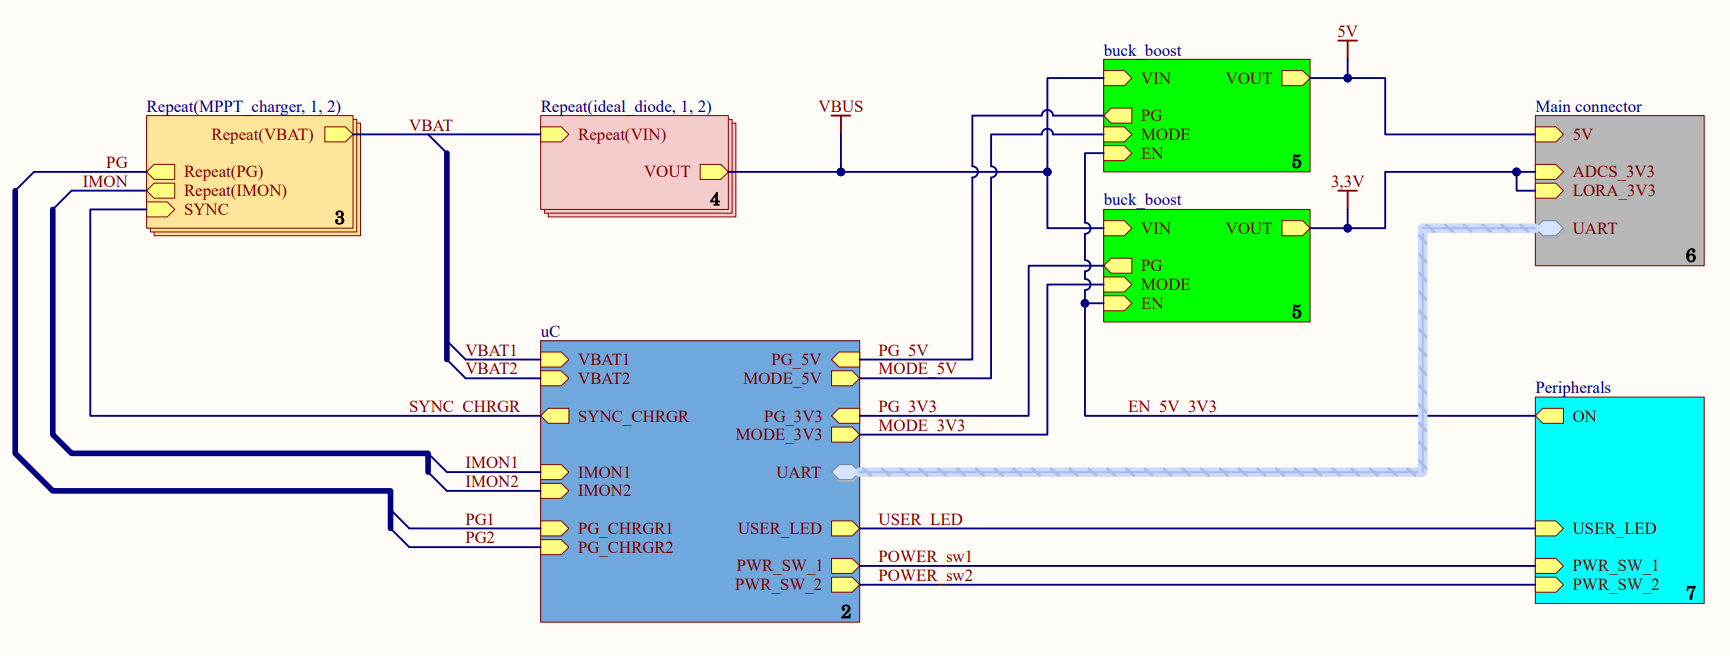 5V
buck_boost
VIN
VOUT
PG
MODE
EN
5
Repeat(MPPT_charger, 1, 2)
Repeat(VBAT)
Repeat(PG)
Repeat(IMON)
SYNC
3
PG
IMON
VBAT
Repeat(ideal_diode, 1, 2)
Repeat(VIN)
VOUT
4
VBUS
3,3V
buck_boost
VIN
VOUT
PG
MODE
EN
5
Main connector
5V
ADCS_3V3
LORA_3V3
UART
6
uC
VBAT1
VBAT2
SYNC_CHRGR
IMON1
IMON2
PG1
PG2
VBAT1
VBAT2
SYNC_CHRGR
IMON1
IMON2
PG_CHRGR1
PG_CHRGR2
PG_5V
MODE_5V
PG_3V3
MODE_3V3
UART
USER_LED
PWR_SW_1
PWR_SW_2
2
PG_5V
MODE_5V
PG_3V3
MODE_3V3
USER_LED
POWER_sw1
POWER_sw2
EN_5V_3V3
Peripherals
ON
USER_LED
PWR_SW_1
PWR_SW_2
7